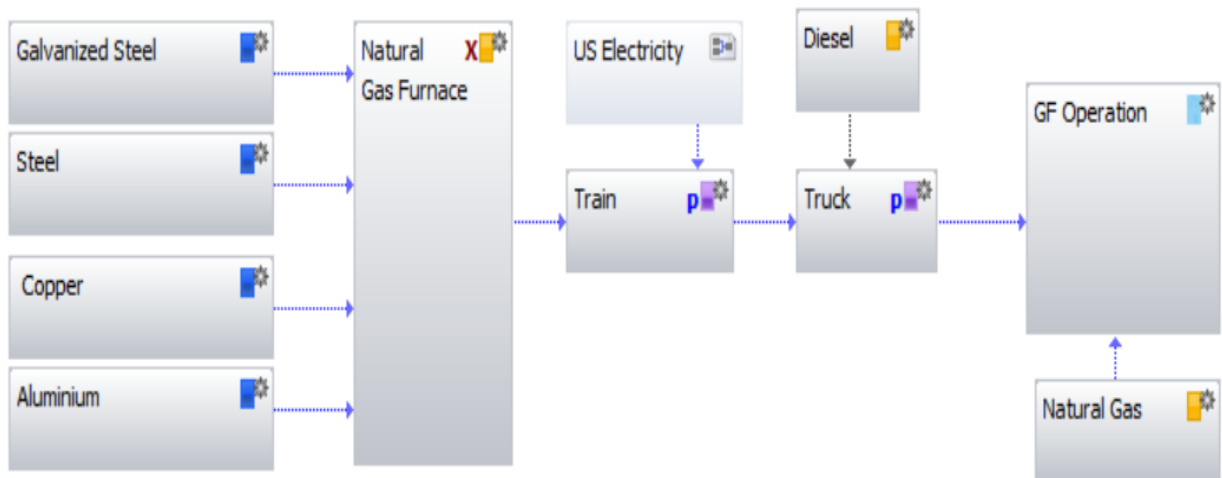 Galvanized Steel
Steel
Copper
Aluminium
Natural X
Gas Furnace
US Electricity
Train p
Diesel
Truck p
GF Operation
Natural Gas